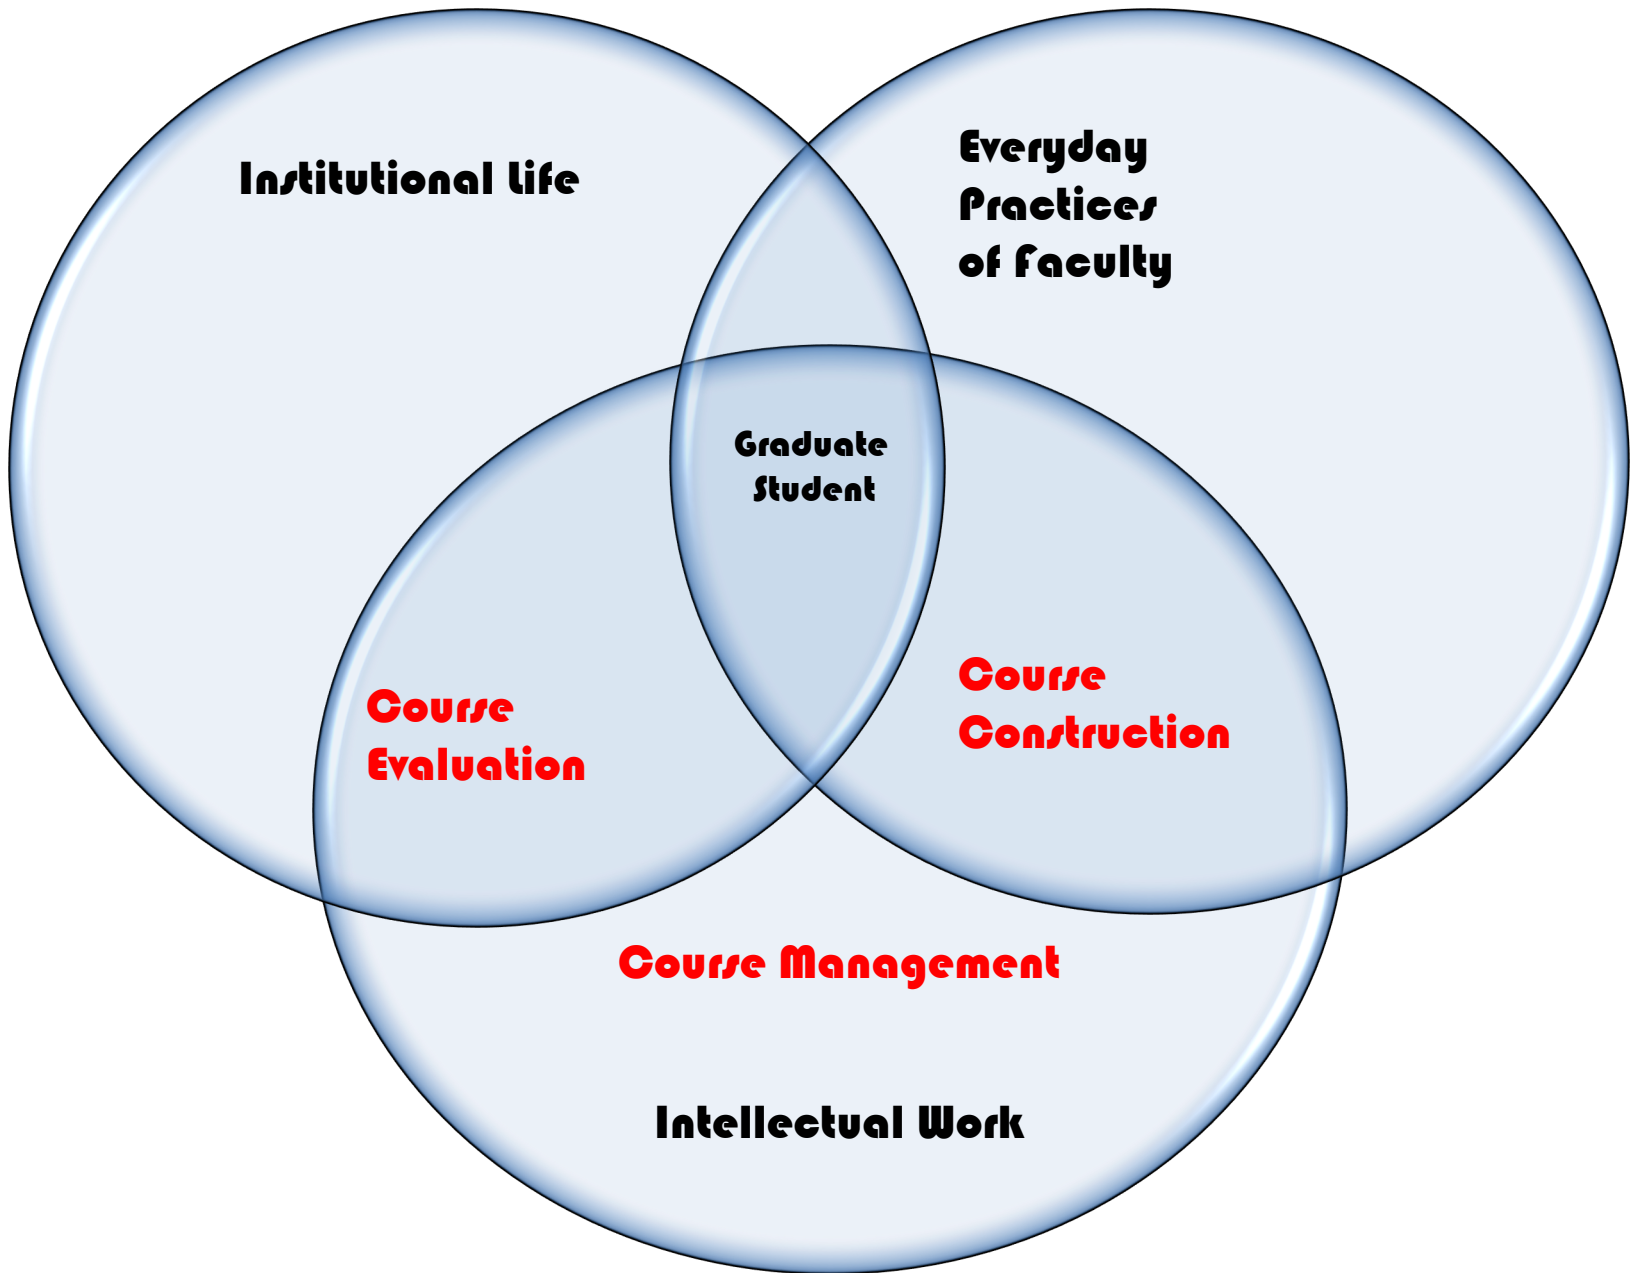 Institutional Life
Everyday
Practices
of Faculty
Graduate
Student
Course
Evaluation
Course
Construction
Course Management
Intellectual Work